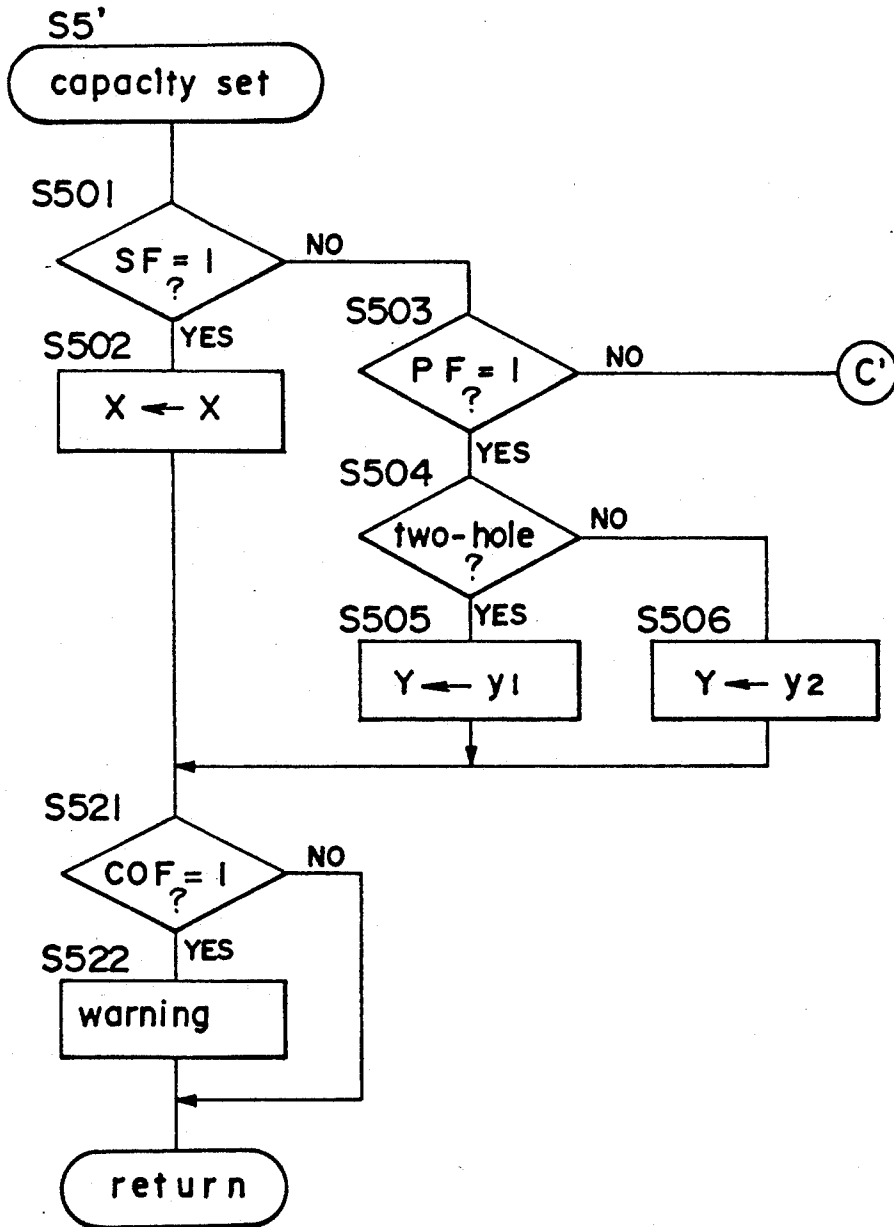 S5'
capacity set
S501
SF = 1
?
NO
YES
S502
X ← X
S503
PF = 1
?
NO
C'
YES
S504
two-hole
?
NO
YES
S505
Y ← y1
S506
Y ← y2
S521
COF = 1
?
NO
YES
S522
warning
return